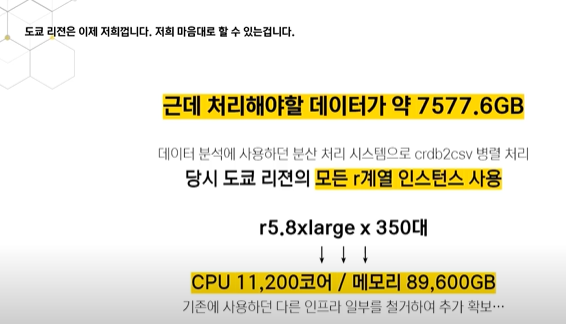 도쿄 리젼은 이제 저희껍니다. 저희 마음대로 할 수 있는겁니다.
근데 처리해야할 데이터가 약 7577.6GB
데이터 분석에 사용하던 분산 처리 시스템으로 crdb2csv 병렬 처리
당시 도쿄 리젼의 모든 r계열 인스턴스 사용
r5.8xlarge x 350대
↓ ↓ ↓
CPU 11,200코어 / 메모리 89,600GB
기존에 사용하던 다른 인프라 일부를 철거하여 추가 확보…